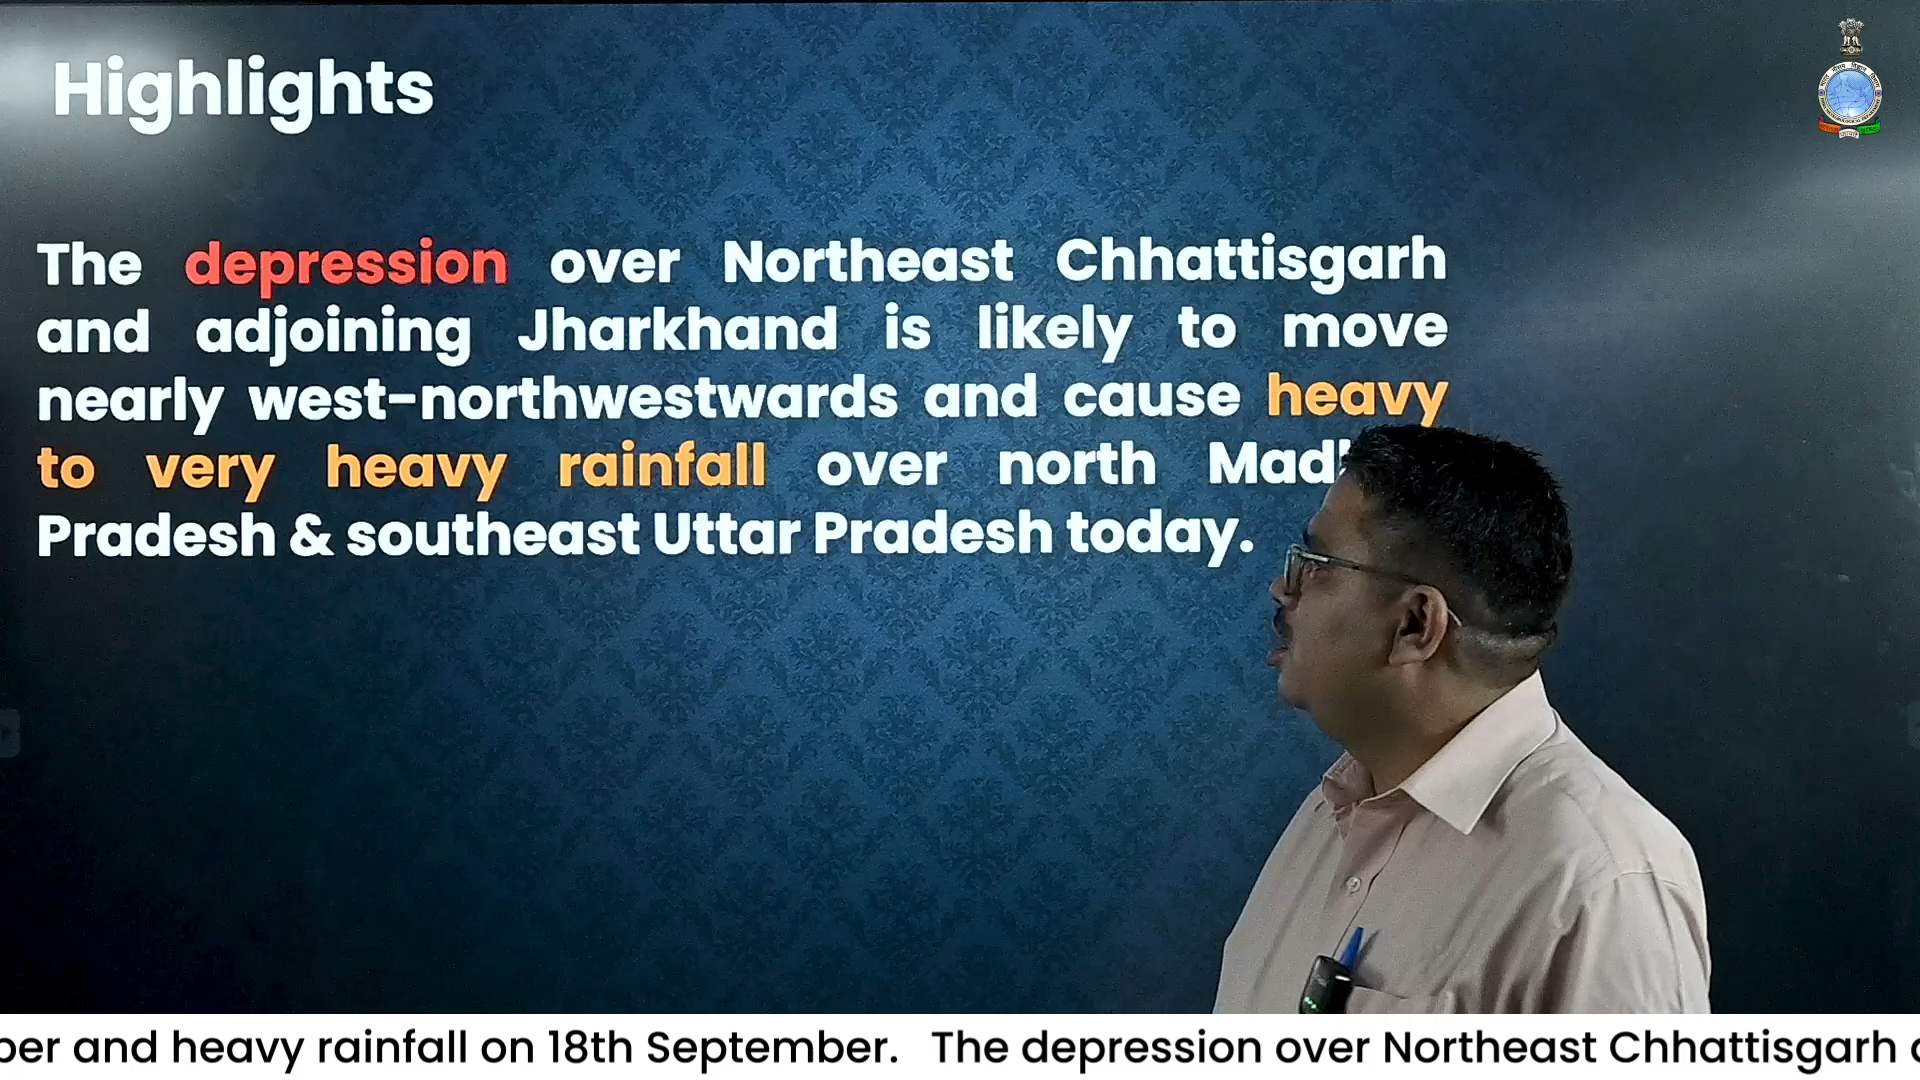 Highlights
The depression over Northeast Chhattisgarh
and adjoining Jharkhand is likely to move
nearly west-northwestwards and cause heavy
to very heavy rainfall over north
Pradesh & southeast Uttar Pradesh today.
and heavy rainfall on 18th September. The depression over Northeast Chhattisgarh